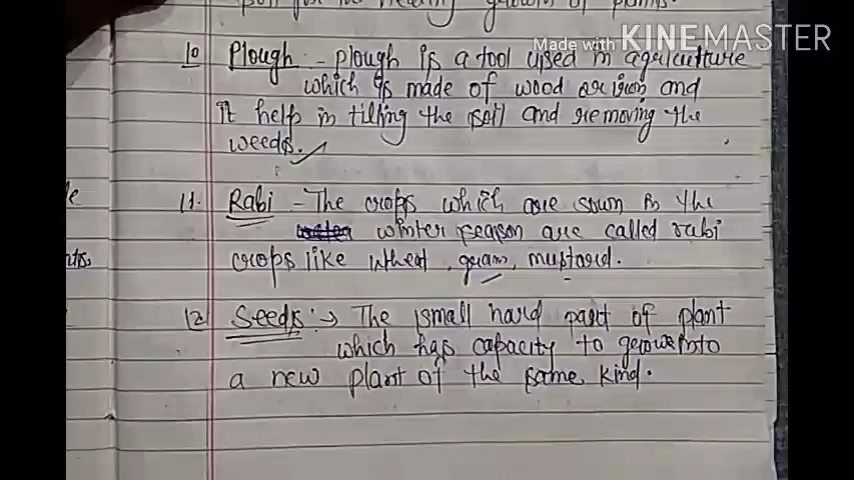 growth of plants.
Made with KINEMASTER
10 Plough - plough is a tool used in agriculture
which is made of wood or iron and
it help in tilling the soil and removing the
weeds.
11. Rabi - The crops which are sown in the
winter season are called rabi
crops like wheat, gram, mustard.
12 Seeds :→ The small hard part of plant
which has capacity to grow into
a new plant of the same kind.